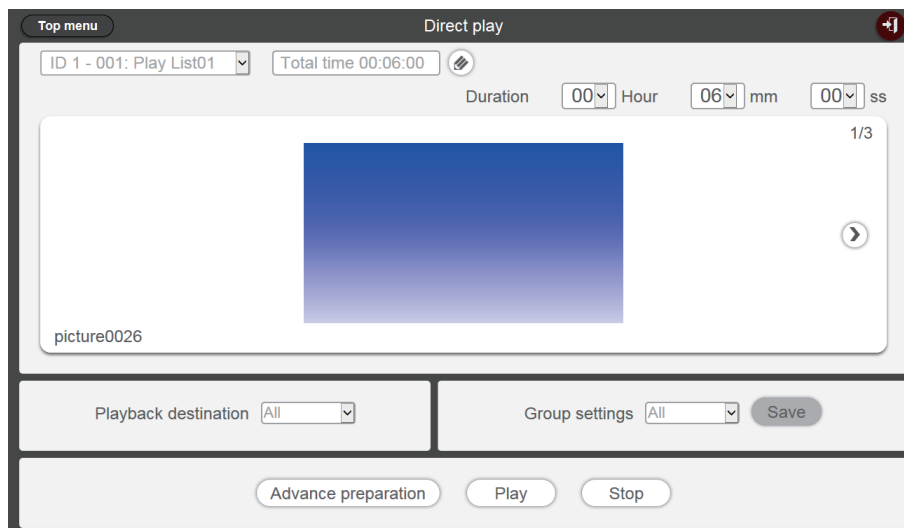 Top menu Direct play
ID 1 - 001: Play List01 Total time 00:06:00
Duration 00 Hour 06 mm 00 ss
1/3
picture0026
Playback destination All Group settings All Save
Advance preparation Play Stop